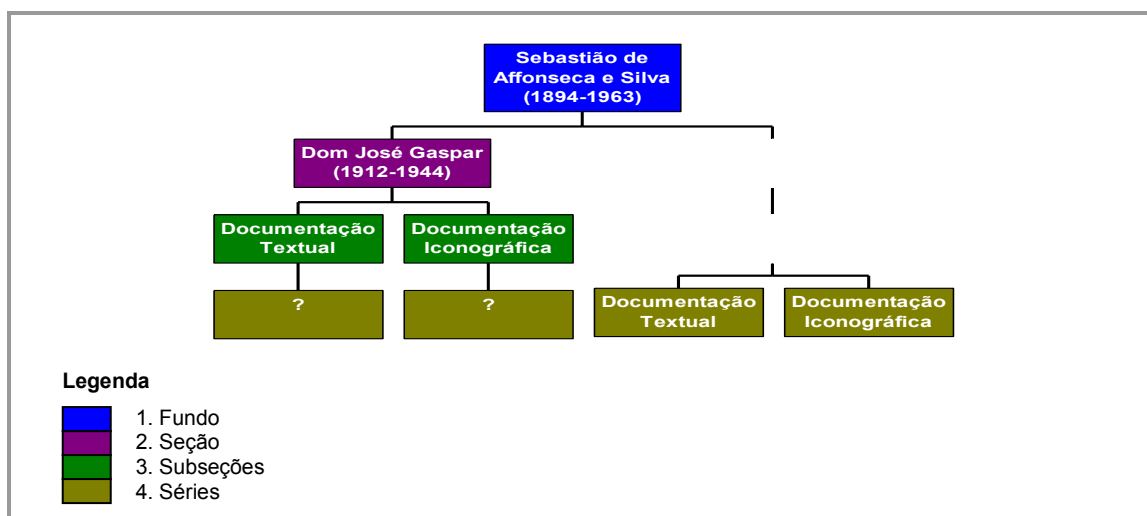 Sebastião de
Affonseca e Silva
(1894-1963)
Dom José Gaspar
(1912-1944)
Documentação
Textual
Documentação
Iconográfica
?
?
Documentação
Textual
Documentação
Iconográfica
Legenda
1. Fundo
2. Seção
3. Subseções
4. Séries